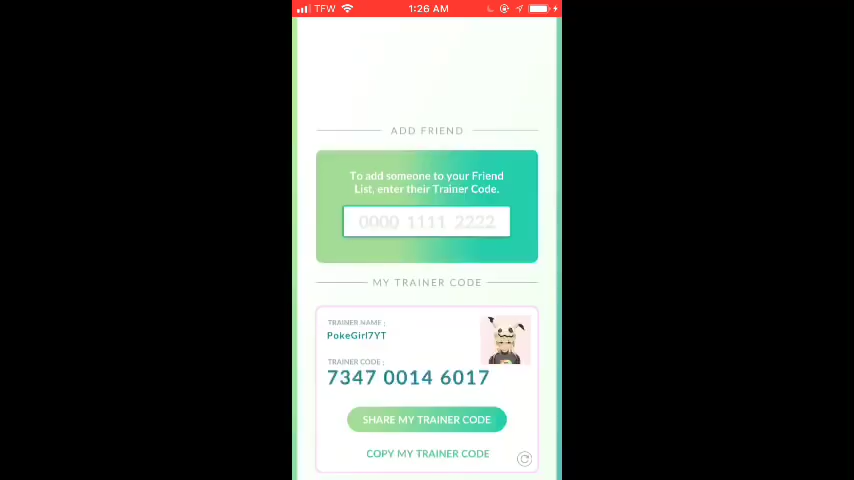 TFW 1:26 AM
ADD FRIEND
To add someone to your Friend
List, enter their Trainer Code.
0000 1111 2222
MY TRAINER CODE
TRAINER NAME :
PokeGirl7YT
TRAINER CODE :
7347 0014 6017
SHARE MY TRAINER CODE
COPY MY TRAINER CODE